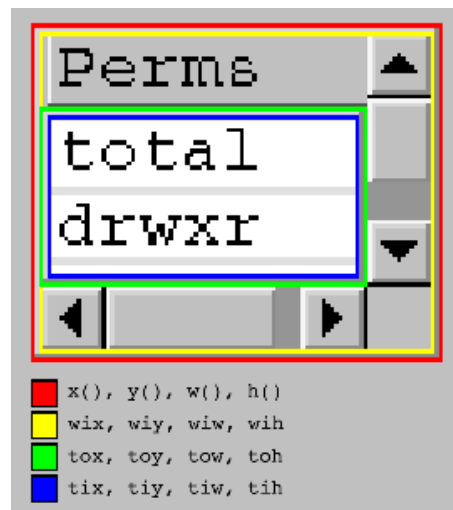 Perms
total
drwxr
x(), y(), w(), h()
wix, wiy, wiw, wih
tox, toy, tow, toh
tix, tiy, tiw, tih